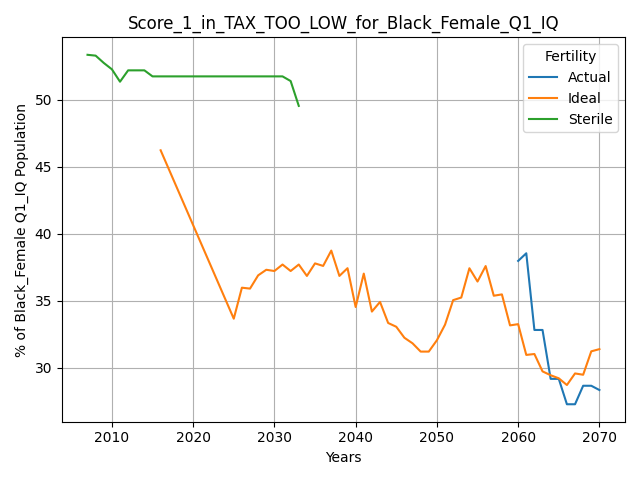 Score_1_in_TAX_TOO_LOW_for_Black_Female_Q1_IQ
% of Black_Female Q1_IQ Population
50
45
40
35
30
Fertility
Actual
Ideal
Sterile
2010 2020 2030 2040 2050 2060 2070
Years